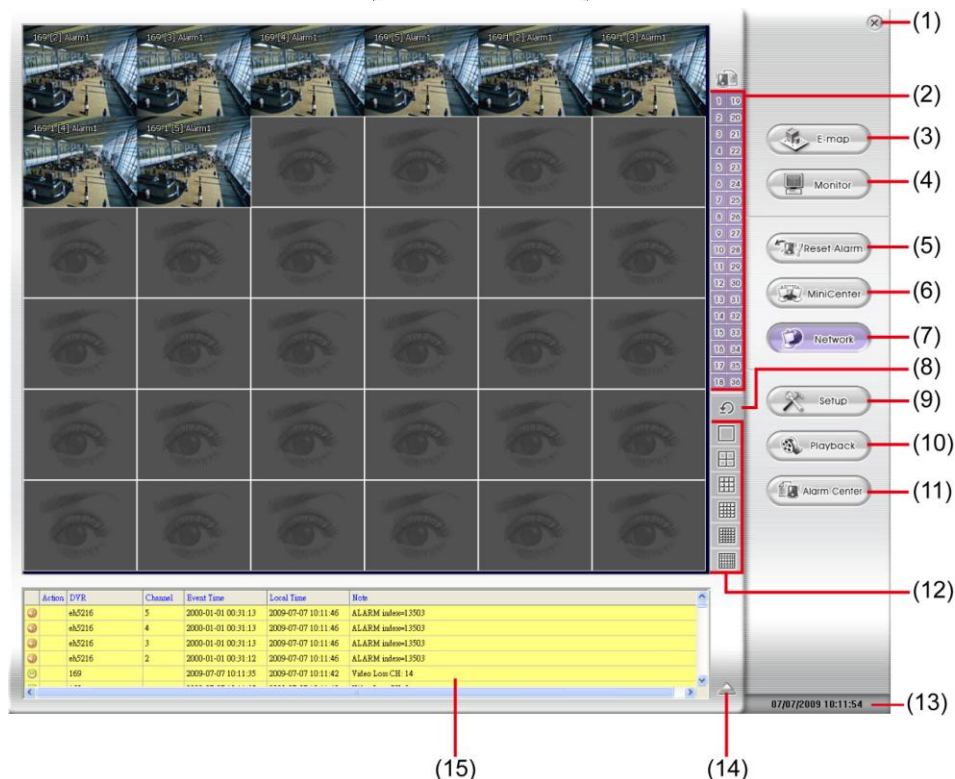 169 [2] Alarm1
169 [3] Alarm1
169 [4] Alarm1
169 [5] Alarm1
169 1 [2] Alarm1
169 1 [3] Alarm1
169 1 [4] Alarm1
169 1 [5] Alarm1
(1)
(2)
1 19
2 20
3 21
4 22
5 23
6 24
7 25
8 26
9 27
10 28
11 29
12 30
13 31
14 32
15 33
16 34
17 35
18 36
E-map (3)
Monitor (4)
Reset Alarm (5)
MiniCenter (6)
Network (7)
(8)
Setup (9)
Playback (10)
Alarm Center (11)
(12)
Action DVR Channel Event Time Local Time Note
eh5216 5 2000-01-01 00:31:13 2009-07-07 10:11:46 ALARM index=13503
eh5216 4 2000-01-01 00:31:13 2009-07-07 10:11:46 ALARM index=13503
eh5216 3 2000-01-01 00:31:13 2009-07-07 10:11:46 ALARM index=13503
eh5216 2 2000-01-01 00:31:12 2009-07-07 10:11:46 ALARM index=13503
169 2009-07-07 10:11:35 2009-07-07 10:11:42 Video Loss CH: 14
07/07/2009 10:11:54 (13)
(15)
(14)